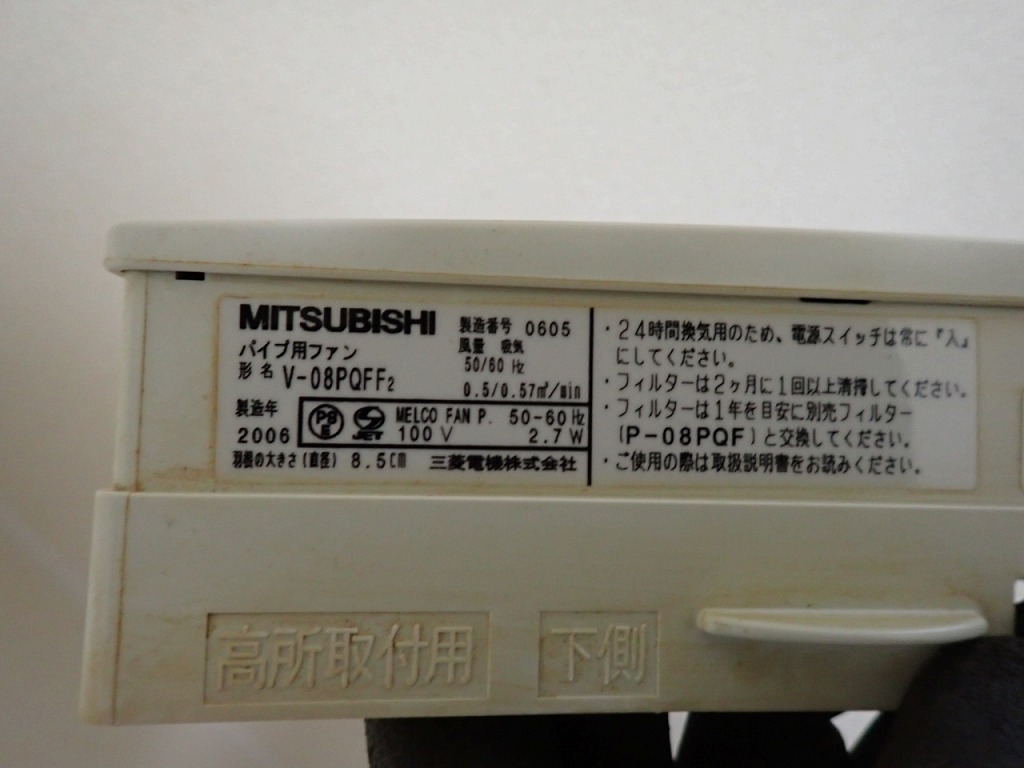 MITSUBISHI
パイプ用ファン
形名 V-08PQFF₂
製造番号 0605
風量 吸気
50/60 Hz
0.5/0.57㎥/min
製造年
2006
PS
E
JET
MELCO FAN P. 50-60 Hz
100 V 2.7 W
羽根の大きさ(直径) 8.5cm 三菱電機株式会社
・24時間換気用のため、電源スイッチは常に『入』
にしてください。
・フィルターは2ヶ月に1回以上清掃してください。
・フィルターは1年を目安に別売フィルター
(P-08PQF)と交換してください。
・ご使用の際は取扱説明書をお読みください。
高所取付用 下側